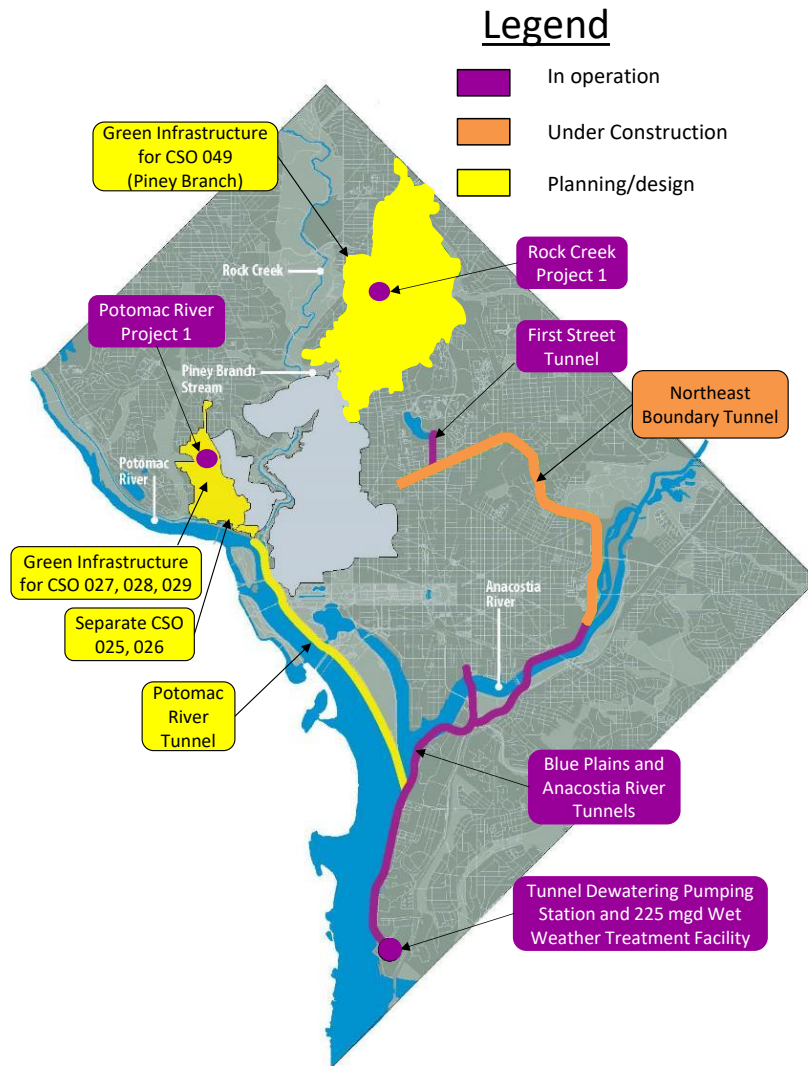 Legend
In operation
Under Construction
Planning/design
Green Infrastructure
for CSO 049
(Piney Branch)
Rock Creek
Rock Creek
Project 1
Potomac River
Project 1
First Street
Tunnel
Piney Branch
Stream
Northeast
Boundary Tunnel
Potomac
River
Green Infrastructure
for CSO 027, 028, 029
Anacostia
River
Separate CSO
025, 026
Potomac
River
Tunnel
Blue Plains and
Anacostia River
Tunnels
Tunnel Dewatering Pumping
Station and 225 mgd Wet
Weather Treatment Facility